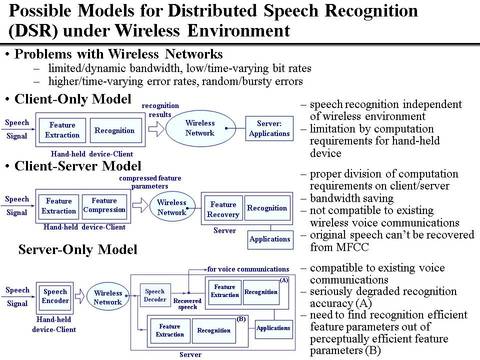 Possible Models for Distributed Speech Recognition
(DSR) under Wireless Environment
• Problems with Wireless Networks
– limited/dynamic bandwidth, low/time-varying bit rates
– higher/time-varying error rates, random/bursty errors
• Client-Only Model
recognition
results
Speech
Signal
Feature
Extraction
Recognition
Hand-held device-Client
Wireless
Network
Server:
Applications
– speech recognition independent
of wireless environment
– limitation by computation
requirements for hand-held
device
• Client-Server Model
compressed feature
parameters
Speech
Signal
Feature
Extraction
Feature
Compression
Hand-held device-Client
Wireless
Network
Feature
Recovery
Recognition
Server
Applications
– proper division of computation
requirements on client/server
– bandwidth saving
– not compatible to existing
wireless voice communications
– original speech can't be recovered
from MFCC
Server-Only Model
for voice communications
Speech
Signal
Speech
Encoder
Hand-held
device-Client
Wireless
Network
Speech
Decoder
Recovered
speech
Feature
Extraction
Recognition
(A)
Feature
Extraction
Recognition
(B)
Applications
Server
– compatible to existing voice
communications
– seriously degraded recognition
accuracy (A)
– need to find recognition efficient
feature parameters out of
perceptually efficient feature
parameters (B)